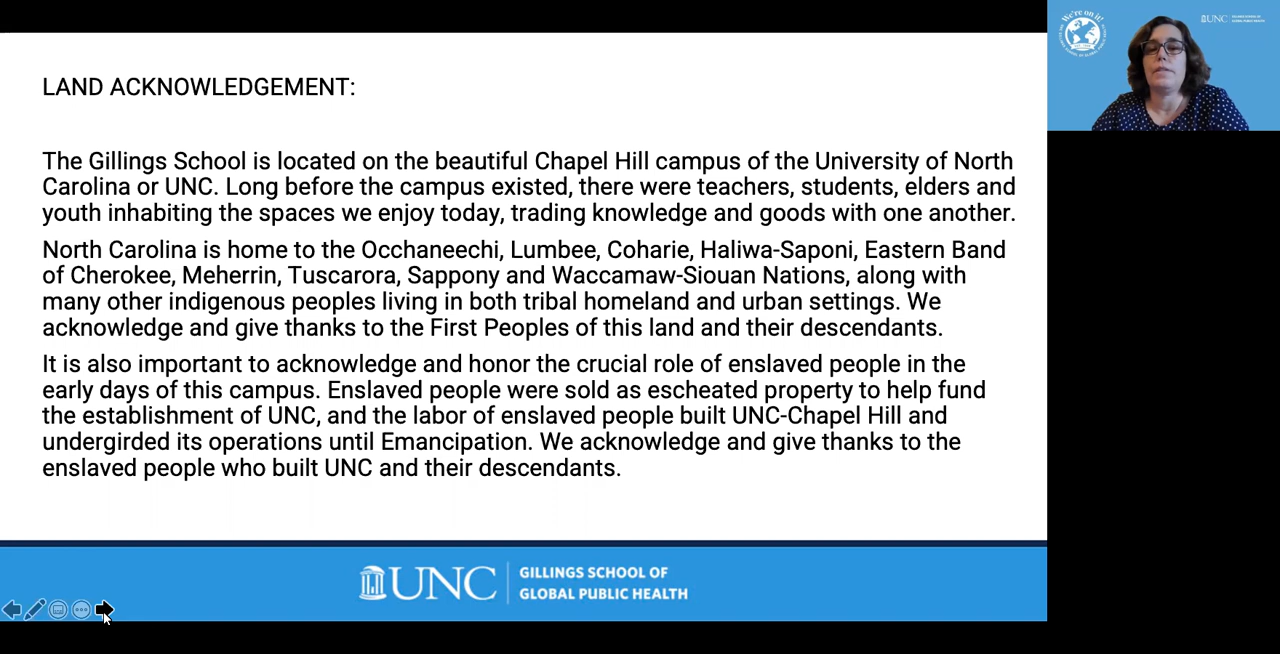 LAND ACKNOWLEDGEMENT:
The Gillings School is located on the beautiful Chapel Hill campus of the University of North
Carolina or UNC. Long before the campus existed, there were teachers, students, elders and
youth inhabiting the spaces we enjoy today, trading knowledge and goods with one another.
North Carolina is home to the Occhaneechi, Lumbee, Coharie, Haliwa-Saponi, Eastern Band
of Cherokee, Meherrin, Tuscarora, Sappony and Waccamaw-Siouan Nations, along with
many other indigenous peoples living in both tribal homeland and urban settings. We
acknowledge and give thanks to the First Peoples of this land and their descendants.
It is also important to acknowledge and honor the crucial role of enslaved people in the
early days of this campus. Enslaved people were sold as escheated property to help fund
the establishment of UNC, and the labor of enslaved people built UNC-Chapel Hill and
undergirded its operations until Emancipation. We acknowledge and give thanks to the
enslaved people who built UNC and their descendants.
UNC
GILLINGS SCHOOL OF
GLOBAL PUBLIC HEALTH
We're on it!
UNC